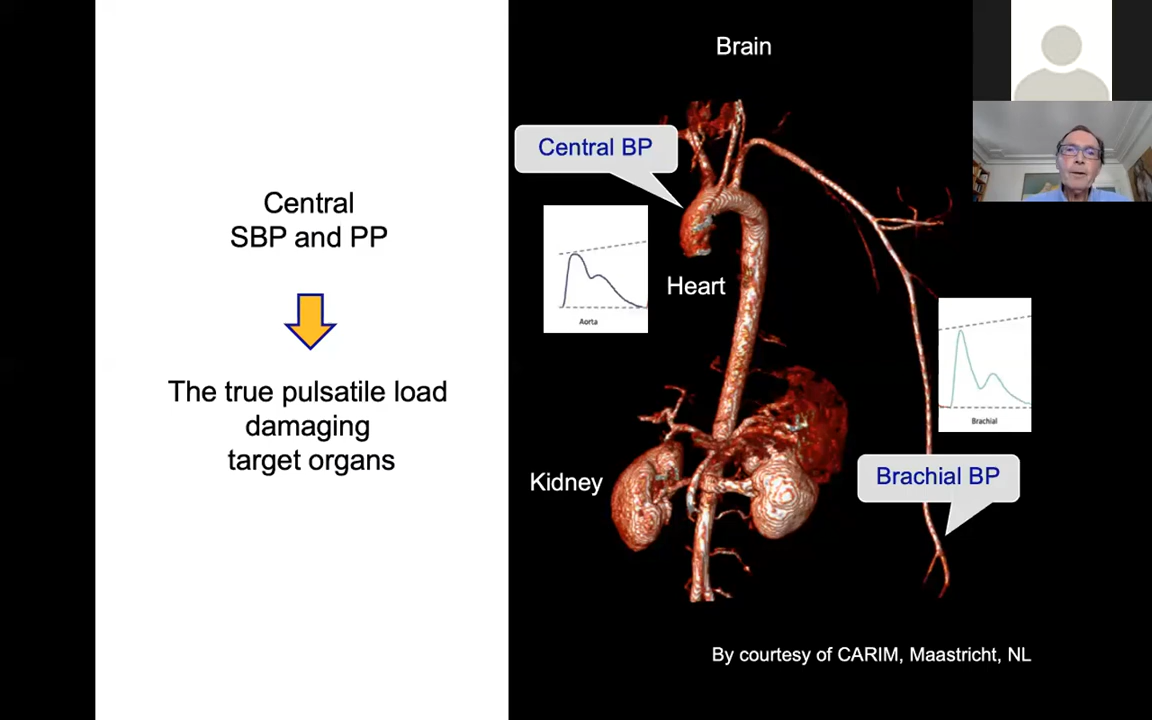 Central
SBP and PP
The true pulsatile load
damaging
target organs
Brain
Central BP
Aorta
Heart
Brachial
Brachial BP
Kidney
By courtesy of CARIM, Maastricht, NL